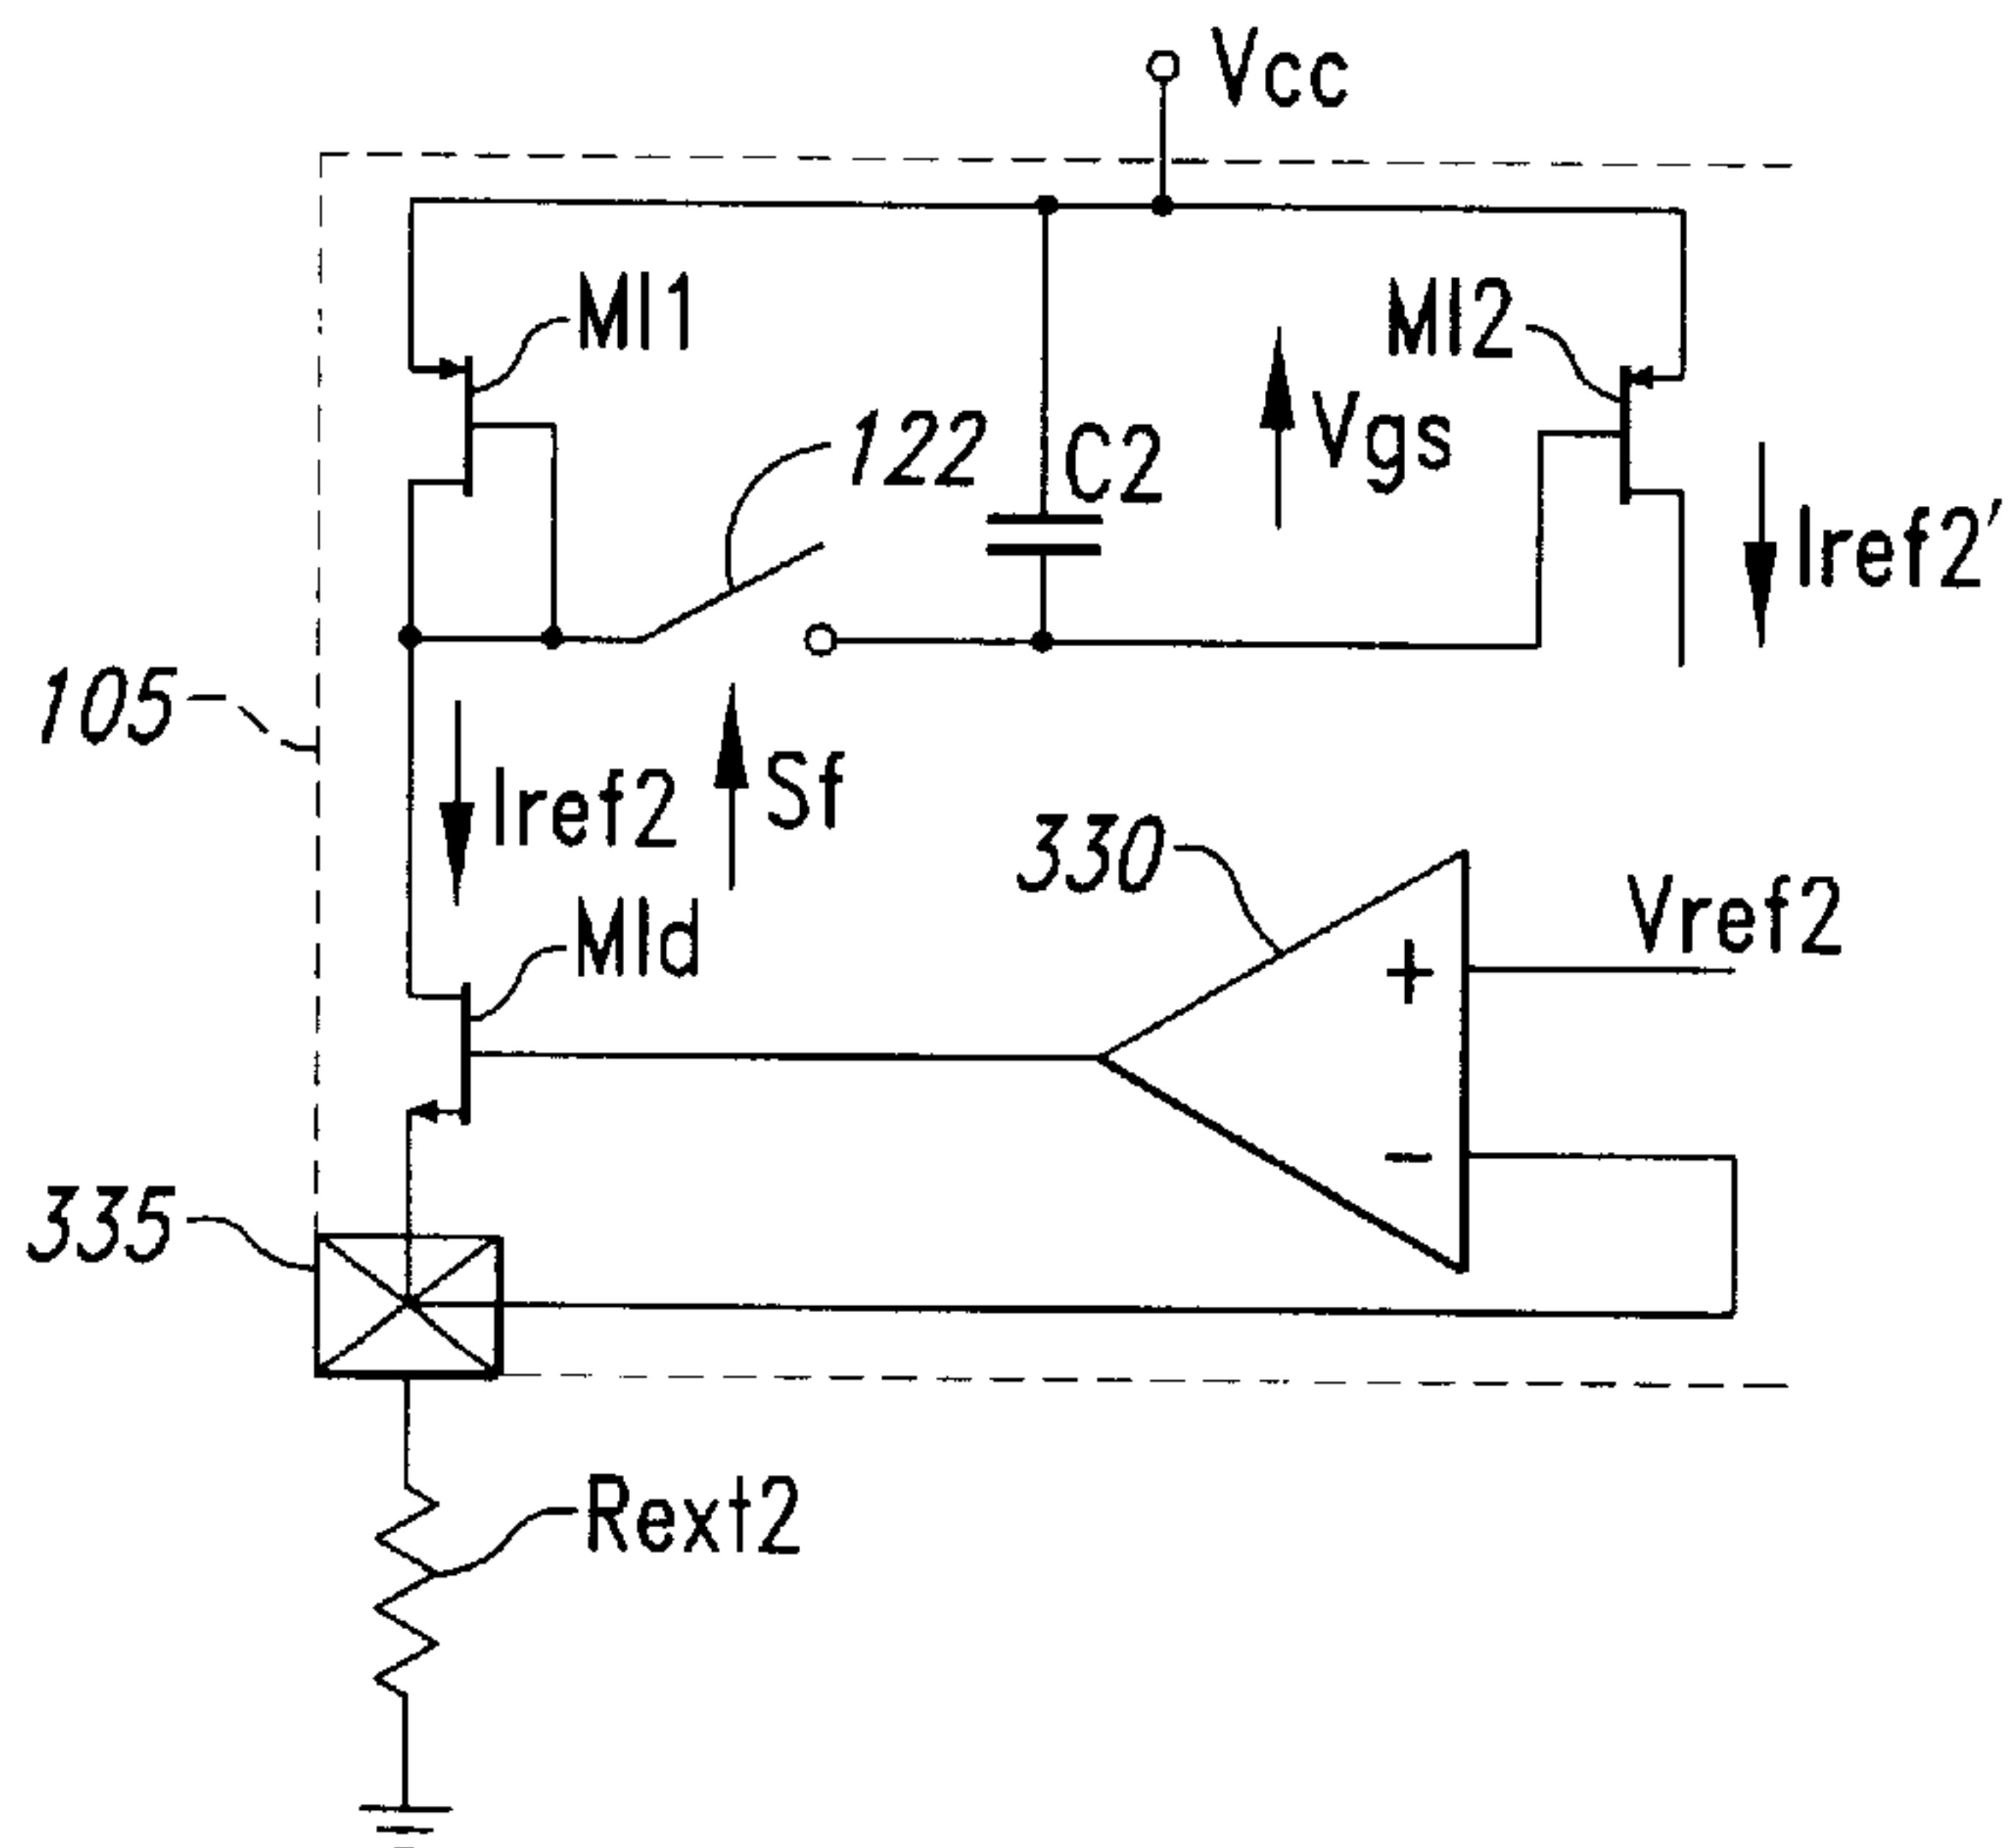 Vcc
MI1
MI2
122
C2
Vgs
Iref2'
105
Iref2
Sf
330
Vref2
MId
+
−
335
Rext2